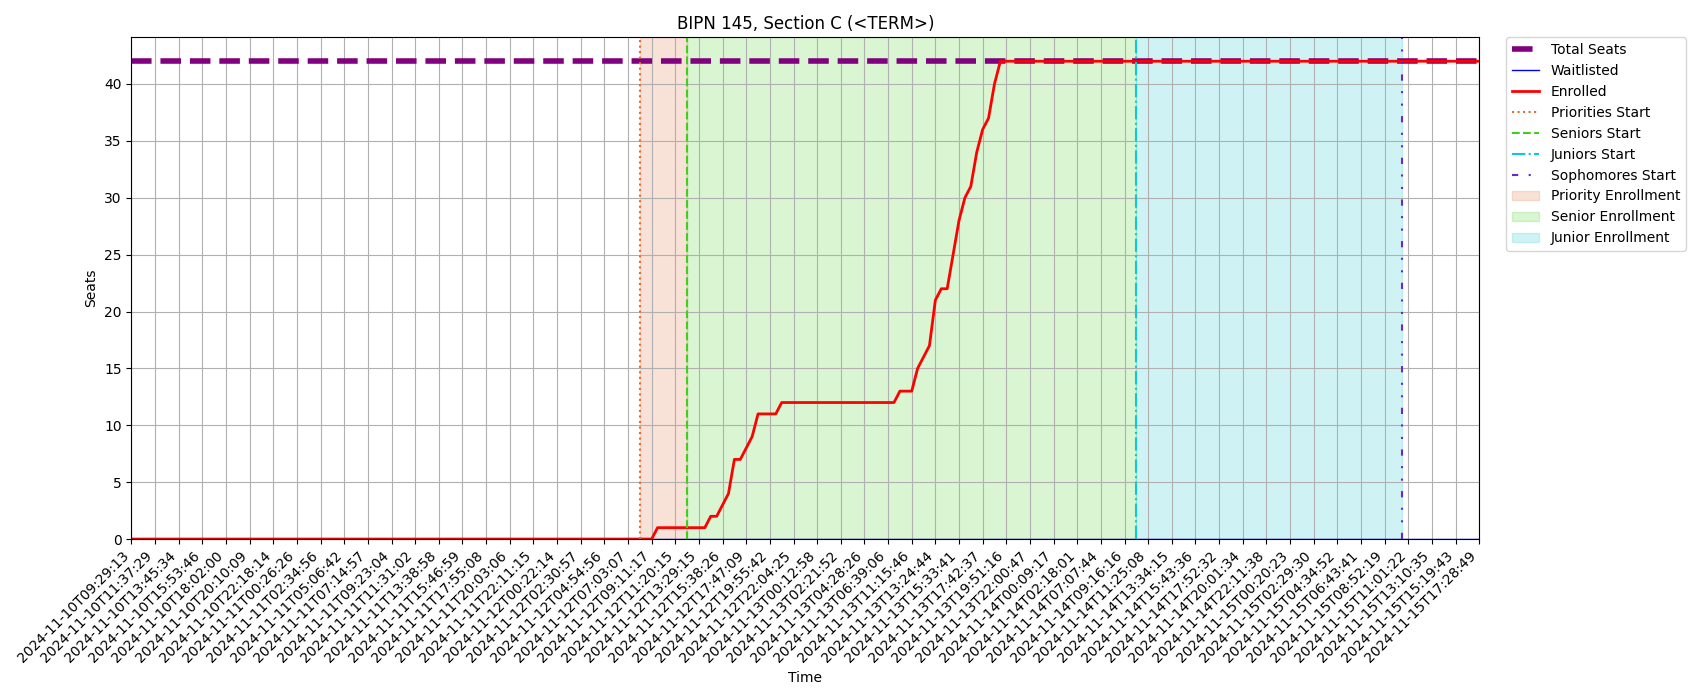 BIPN 145, Section C (<TERM>)
Total Seats
Waitlisted
Enrolled
Priorities Start
Seniors Start
Juniors Start
Sophomores Start
Priority Enrollment
Senior Enrollment
Junior Enrollment
Seats
40
35
30
25
20
15
10
5
0
2024-11-10T09:29:13
2024-11-10T11:37:29
2024-11-10T13:45:34
2024-11-10T15:53:46
2024-11-10T18:02:00
2024-11-10T20:10:09
2024-11-10T22:18:14
2024-11-11T00:26:26
2024-11-11T02:34:56
2024-11-11T05:06:42
2024-11-11T07:14:57
2024-11-11T09:23:04
2024-11-11T11:31:02
2024-11-11T13:38:58
2024-11-11T15:46:59
2024-11-11T17:55:08
2024-11-11T20:03:06
2024-11-11T22:11:15
2024-11-12T00:22:14
2024-11-12T02:30:57
2024-11-12T04:54:56
2024-11-12T07:03:07
2024-11-12T09:11:17
2024-11-12T11:20:15
2024-11-12T13:29:15
2024-11-12T15:38:26
2024-11-12T17:47:09
2024-11-12T19:55:42
2024-11-12T22:04:25
2024-11-13T00:12:58
2024-11-13T02:21:52
2024-11-13T04:28:26
2024-11-13T06:39:06
2024-11-13T11:15:46
2024-11-13T13:24:44
2024-11-13T15:33:41
2024-11-13T17:42:37
2024-11-13T19:51:16
2024-11-13T22:00:47
2024-11-14T00:09:17
2024-11-14T02:18:01
2024-11-14T07:07:44
2024-11-14T09:16:16
2024-11-14T11:25:08
2024-11-14T13:34:15
2024-11-14T15:43:36
2024-11-14T17:52:32
2024-11-14T20:01:34
2024-11-14T22:11:38
2024-11-15T00:20:23
2024-11-15T02:29:30
2024-11-15T04:34:52
2024-11-15T06:43:41
2024-11-15T08:52:19
2024-11-15T11:01:22
2024-11-15T13:10:35
2024-11-15T15:19:43
2024-11-15T17:28:49
Time